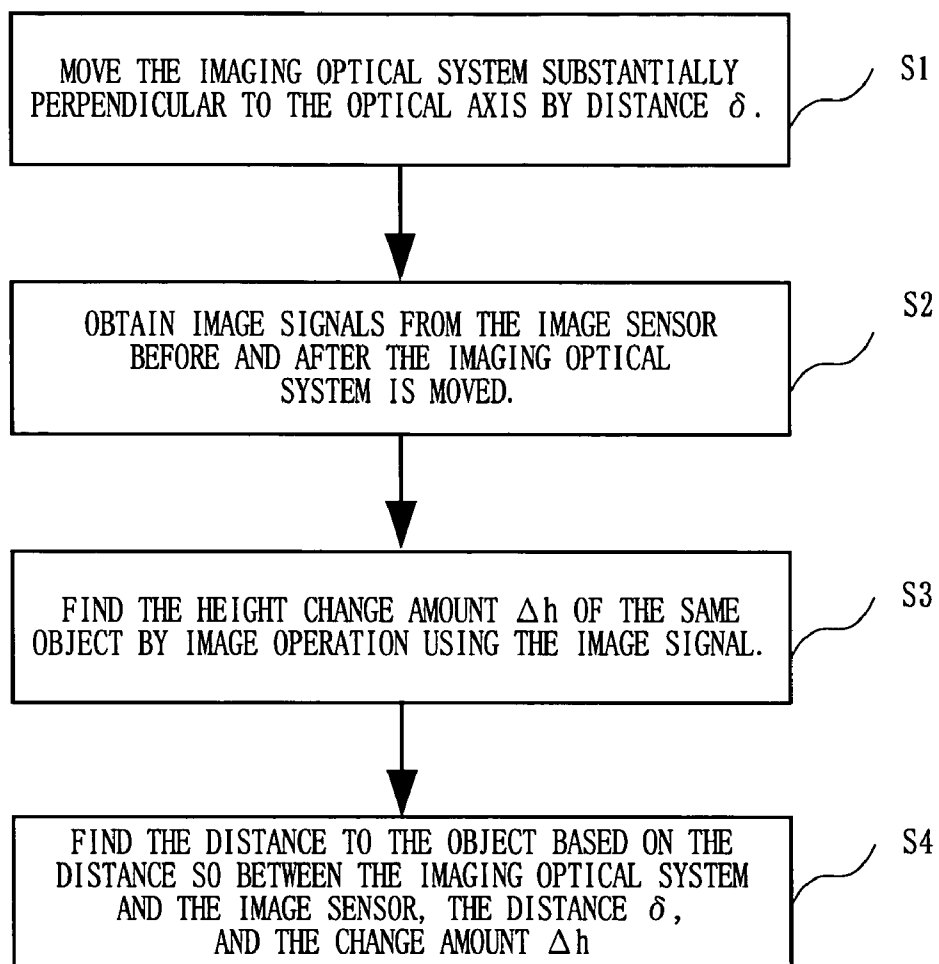 MOVE THE IMAGING OPTICAL SYSTEM SUBSTANTIALLY
PERPENDICULAR TO THE OPTICAL AXIS BY DISTANCE δ.
S1
OBTAIN IMAGE SIGNALS FROM THE IMAGE SENSOR
BEFORE AND AFTER THE IMAGING OPTICAL
SYSTEM IS MOVED.
S2
FIND THE HEIGHT CHANGE AMOUNT Δh OF THE SAME
OBJECT BY IMAGE OPERATION USING THE IMAGE SIGNAL.
S3
FIND THE DISTANCE TO THE OBJECT BASED ON THE
DISTANCE SO BETWEEN THE IMAGING OPTICAL SYSTEM
AND THE IMAGE SENSOR, THE DISTANCE δ,
AND THE CHANGE AMOUNT Δh
S4